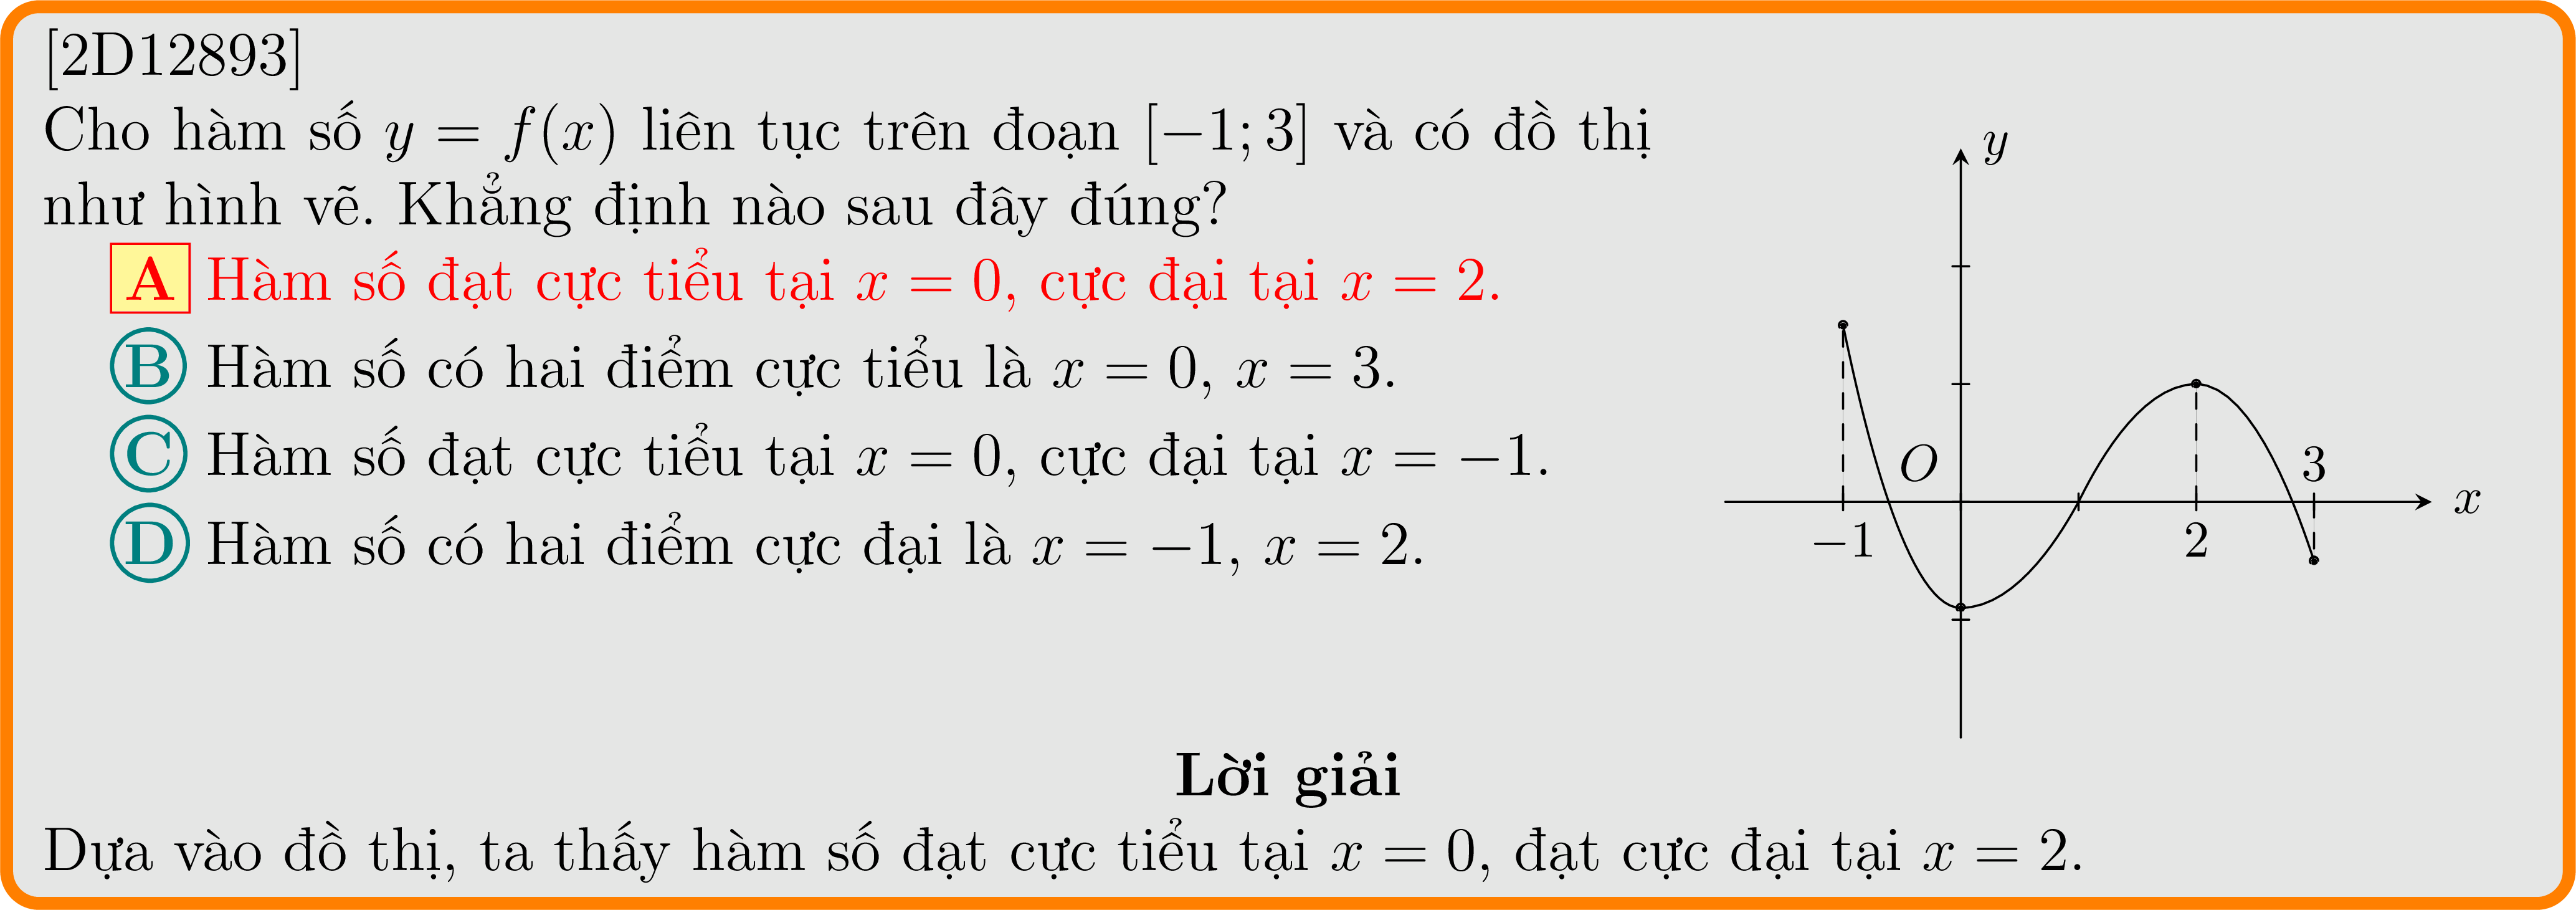 [2D12893]
Cho hàm số y = f(x) liên tục trên đoạn [−1; 3] và có đồ thị
như hình vẽ. Khẳng định nào sau đây đúng?
A Hàm số đạt cực tiểu tại x = 0, cực đại tại x = 2.
B Hàm số có hai điểm cực tiểu là x = 0, x = 3.
C Hàm số đạt cực tiểu tại x = 0, cực đại tại x = −1.
D Hàm số có hai điểm cực đại là x = −1, x = 2.
y
O
3
x
−1
2
Lời giải
Dựa vào đồ thị, ta thấy hàm số đạt cực tiểu tại x = 0, đạt cực đại tại x = 2.